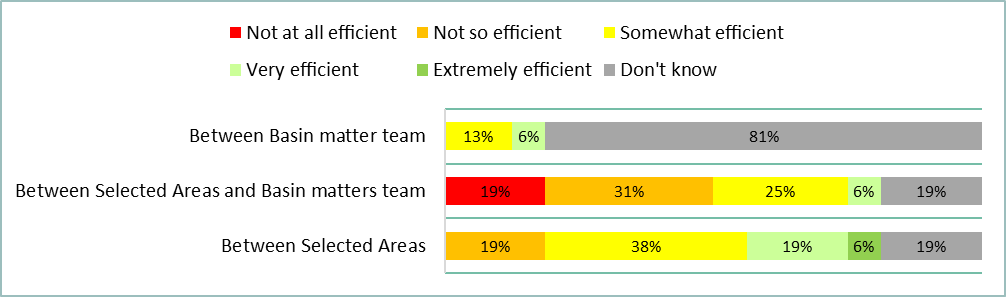 Not at all efficient Not so efficient Somewhat efficient
Very efficient Extremely efficient Don't know
Between Basin matter team 13% 6% 81%
Between Selected Areas and Basin matters team 19% 31% 25% 6% 19%
Between Selected Areas 19% 38% 19% 6% 19%